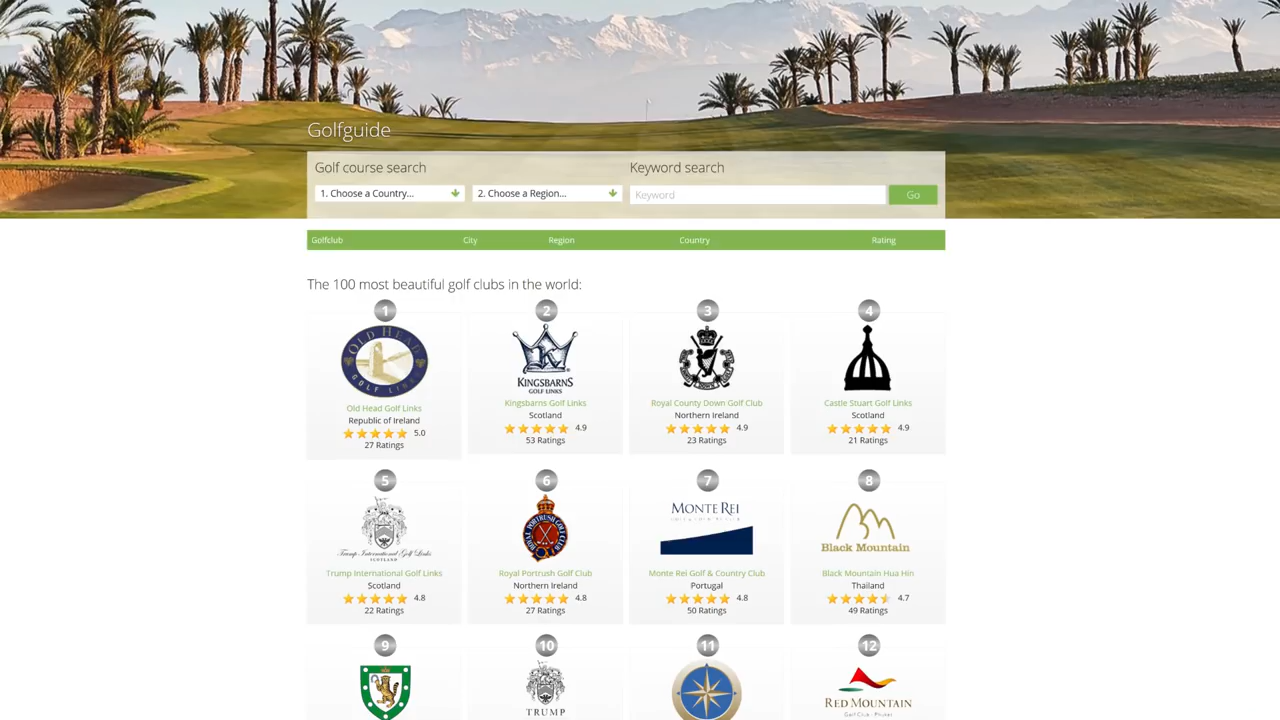 Golfguide
Golf course search
Keyword search
1. Choose a Country...
2. Choose a Region...
Keyword
Go
Golfclub City Region Country Rating
The 100 most beautiful golf clubs in the world:
1 2 3 4
OLD HEAD
GOLF LINKS
Old Head Golf Links
Republic of Ireland
5.0
27 Ratings
KINGSBARNS
GOLF LINKS
Kingsbarns Golf Links
Scotland
4.9
53 Ratings
Royal County Down Golf Club
Northern Ireland
4.9
23 Ratings
Castle Stuart Golf Links
Scotland
4.9
21 Ratings
5 6 7 8
Trump International Golf Links
SCOTLAND
Trump International Golf Links
Scotland
4.8
22 Ratings
ROYAL PORTRUSH GOLF CLUB
Royal Portrush Golf Club
Northern Ireland
4.8
27 Ratings
MONTE REI
Monte Rei Golf & Country Club
Portugal
4.8
50 Ratings
Black Mountain
Black Mountain Hua Hin
Thailand
4.7
49 Ratings
9 10 11 12
TRUMP
RED MOUNTAIN
Golf Club - Phuket